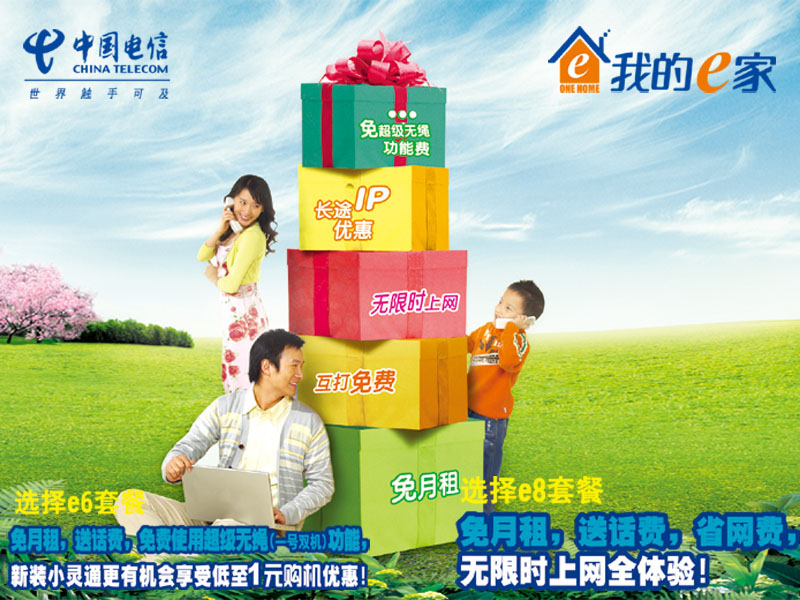 中国电信
CHINA TELECOM
世界触手可及
e
ONE HOME
我的e家
免超级无绳
功能费
长途IP
优惠
无限时上网
互打免费
免月租
选择e6套餐
免月租，送话费，免费使用超级无绳(一号双机)功能，
新装小灵通更有机会享受低至1元购机优惠！
选择e8套餐
免月租，送话费，省网费，
无限时上网全体验！